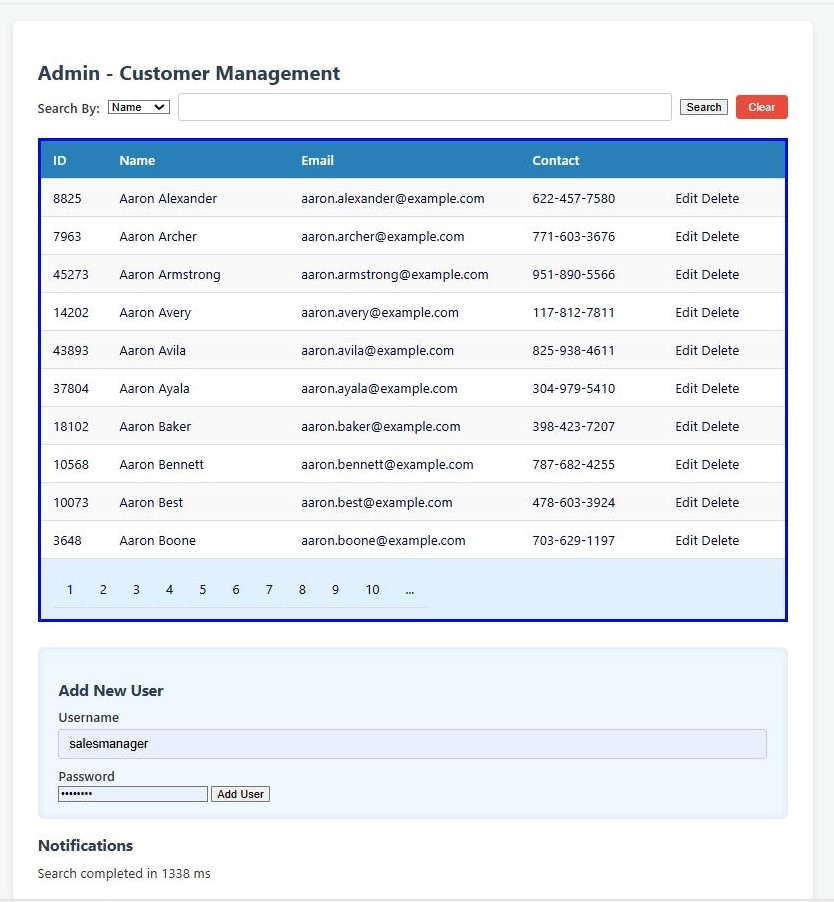 Admin - Customer Management
Search By: Name Search Clear
ID Name Email Contact
8825 Aaron Alexander aaron.alexander@example.com 622-457-7580 Edit Delete
7963 Aaron Archer aaron.archer@example.com 771-603-3676 Edit Delete
45273 Aaron Armstrong aaron.armstrong@example.com 951-890-5566 Edit Delete
14202 Aaron Avery aaron.avery@example.com 117-812-7811 Edit Delete
43893 Aaron Avila aaron.avila@example.com 825-938-4611 Edit Delete
37804 Aaron Ayala aaron.ayala@example.com 304-979-5410 Edit Delete
18102 Aaron Baker aaron.baker@example.com 398-423-7207 Edit Delete
10568 Aaron Bennett aaron.bennett@example.com 787-682-4255 Edit Delete
10073 Aaron Best aaron.best@example.com 478-603-3924 Edit Delete
3648 Aaron Boone aaron.boone@example.com 703-629-1197 Edit Delete
1 2 3 4 5 6 7 8 9 10 ...
Add New User
Username
salesmanager
Password
•••••••• Add User
Notifications
Search completed in 1338 ms